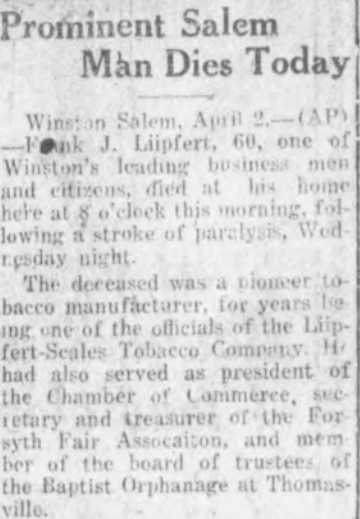 Prominent Salem
Man Dies Today
Winston Salem, April 2.—(AP)
—Frank J. Liipfert, 60, one of
Winston's leading business men
and citizens, died at his home
here at 8 o'clock this morning, fol-
lowing a stroke of paralysis, Wed-
nesday night.
The deceased was a pioneer to-
bacco manufacturer, for years be-
ing one of the officials of the Liip-
fert-Scales Tobacco Company. He
had also served as president of
the Chamber of Commerce, sec-
retary and treasurer of the For-
syth Fair Assocaiton, and mem-
ber of the board of trustees of
the Baptist Orphanage at Thomas-
ville.